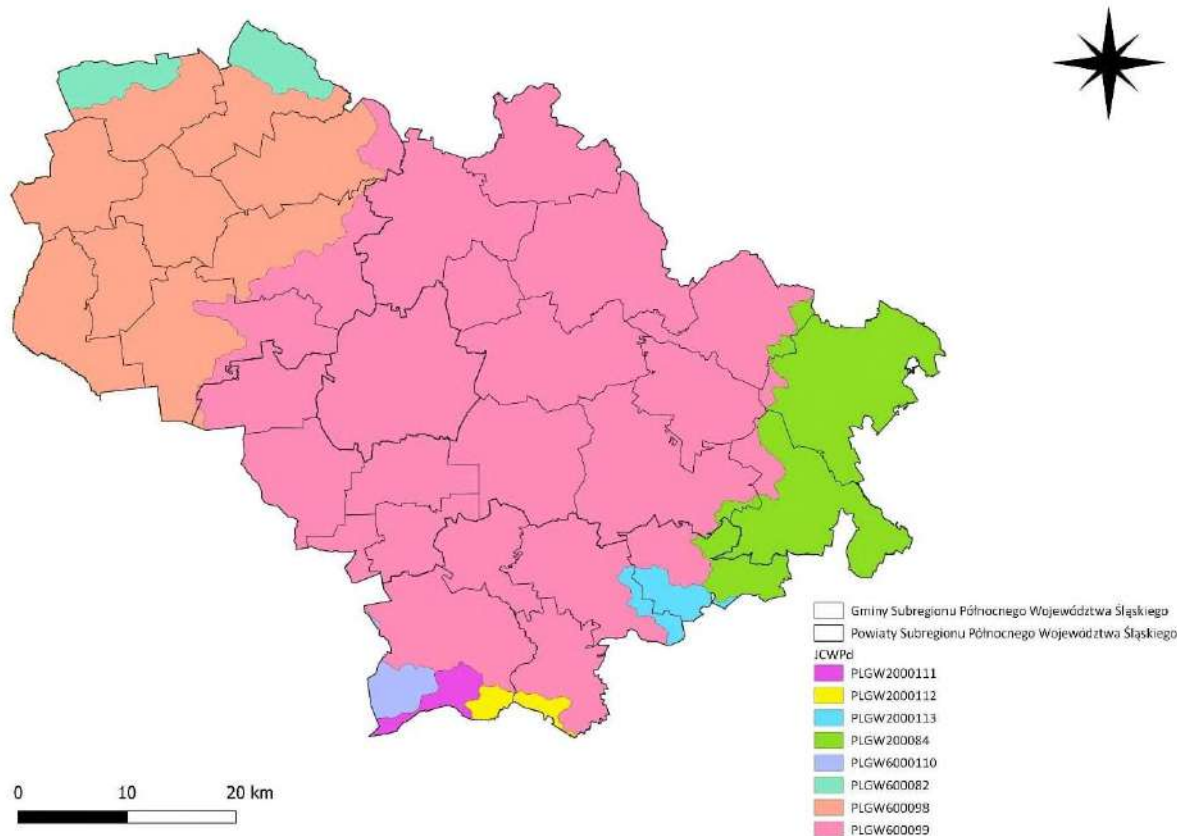 Gminy Subregionu Północnego Województwa Śląskiego
Powiaty Subregionu Północnego Województwa Śląskiego
JCWPd
PLGW2000111
PLGW2000112
PLGW2000113
PLGW200084
PLGW6000110
PLGW600082
PLGW600098
PLGW600099
0 10 20 km